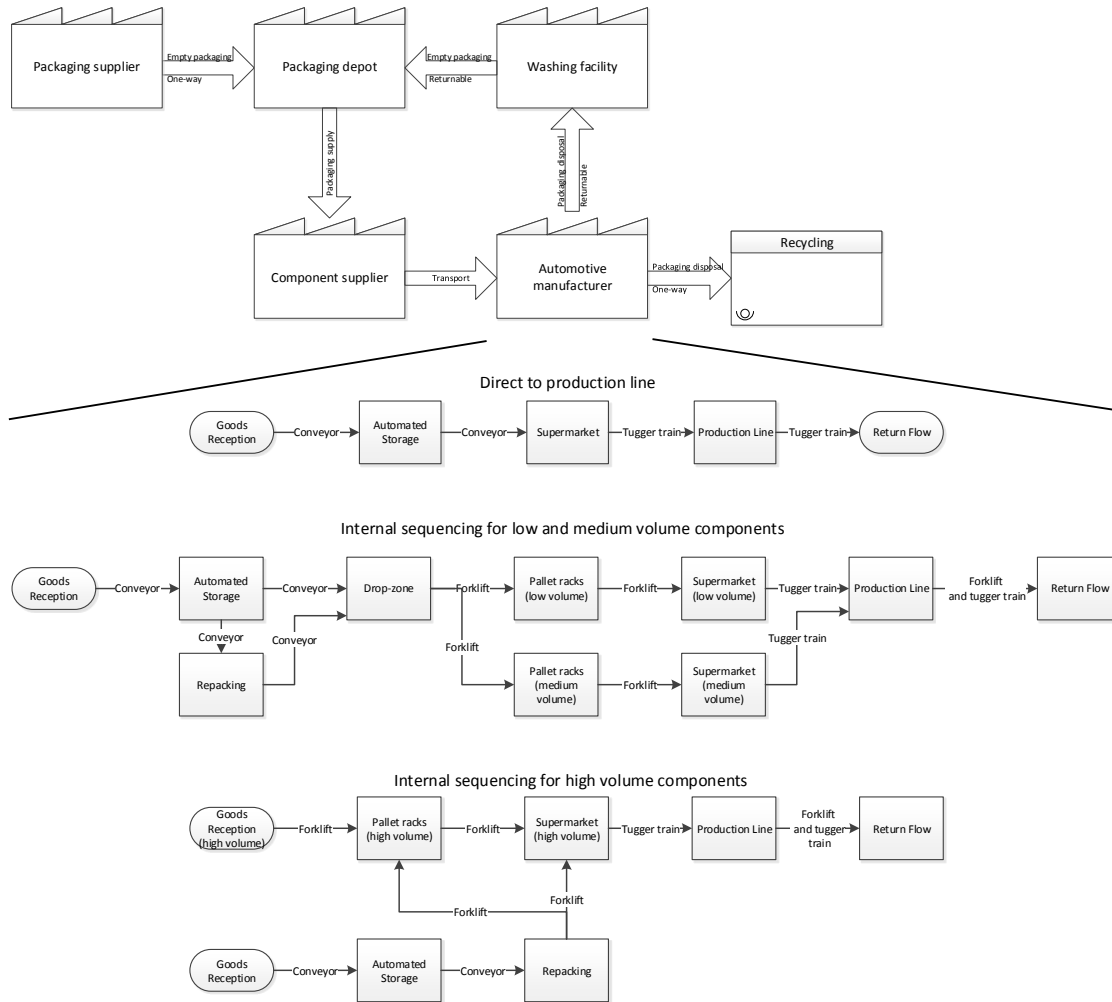 Packaging supplier
Empty packaging
One-way
Packaging depot
Empty packaging
Returnable
Washing facility
Packaging supply
Packaging disposal
Returnable
Component supplier
Transport
Automotive
manufacturer
Packaging disposal
One-way
Recycling
Direct to production line
Goods
Reception
Conveyor
Automated
Storage
Conveyor
Supermarket
Tugger train
Production Line
Tugger train
Return Flow
Internal sequencing for low and medium volume components
Goods
Reception
Conveyor
Automated
Storage
Conveyor
Drop-zone
Forklift
Pallet racks
(low volume)
Forklift
Supermarket
(low volume)
Tugger train
Production Line
Forklift
and tugger train
Return Flow
Conveyor
Repacking
Conveyor
Forklift
Pallet racks
(medium
volume)
Forklift
Supermarket
(medium
volume)
Tugger train
Internal sequencing for high volume components
Goods
Reception
(high volume)
Forklift
Pallet racks
(high volume)
Forklift
Supermarket
(high volume)
Tugger train
Production Line
Forklift
and tugger
train
Return Flow
Forklift
Forklift
Goods
Reception
Conveyor
Automated
Storage
Conveyor
Repacking